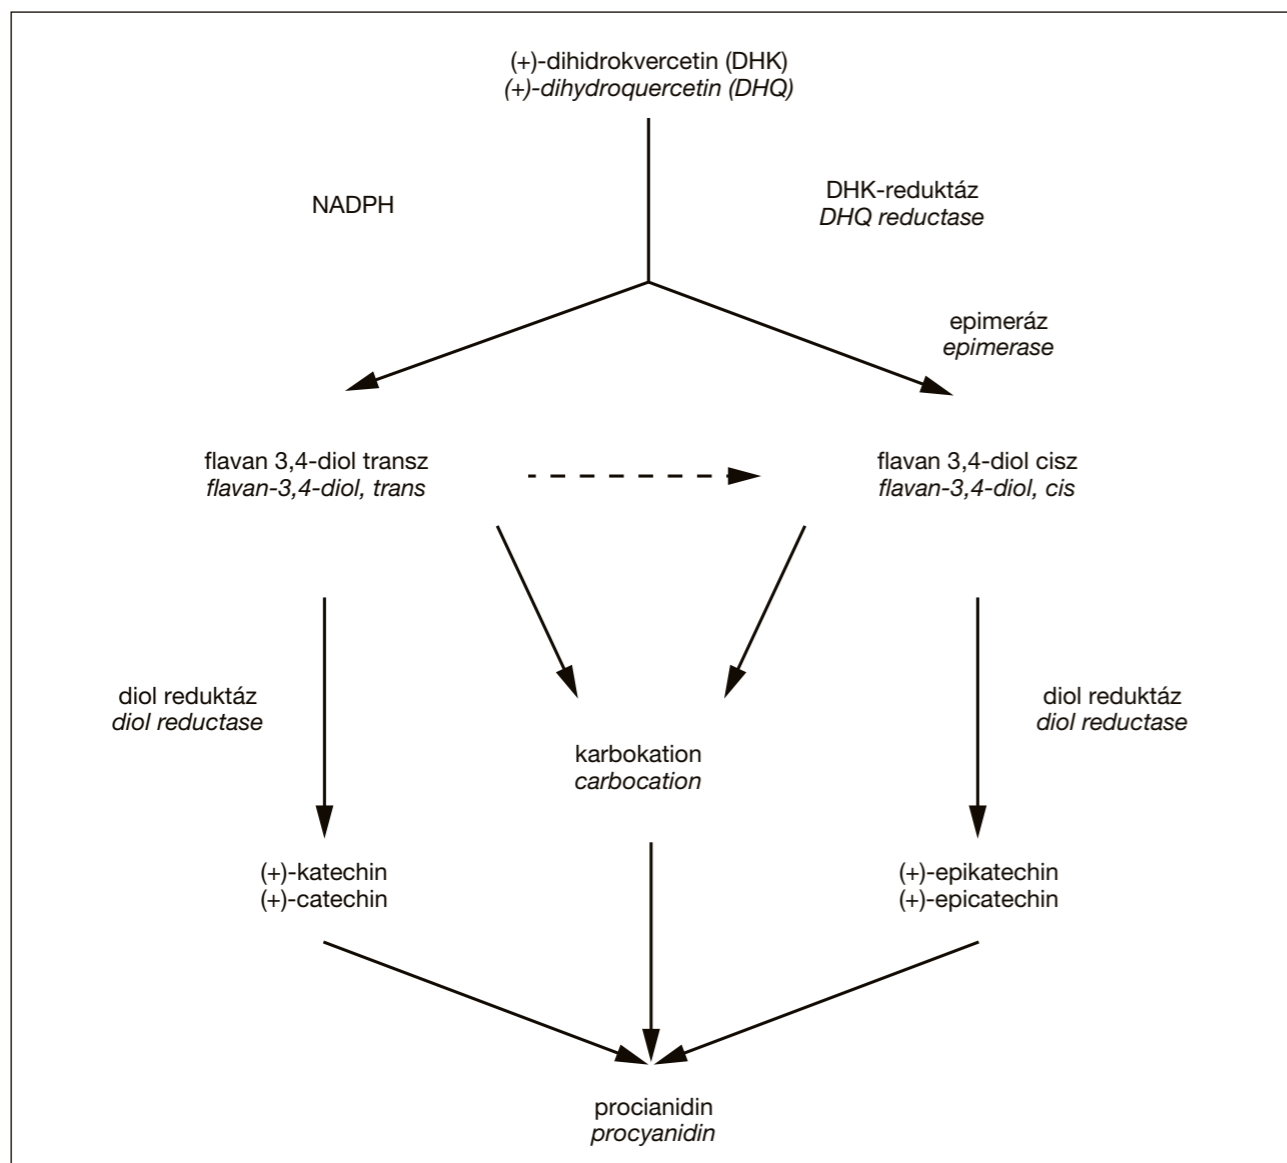 (+)-dihidrokvercetin (DHK)
(+)-dihydroquercetin (DHQ)
NADPH
DHK-reduktáz
DHQ reductase
epimeráz
epimerase
flavan 3,4-diol transz
flavan-3,4-diol, trans
flavan 3,4-diol cisz
flavan-3,4-diol, cis
diol reduktáz
diol reductase
diol reduktáz
diol reductase
karbokation
carbocation
(+)-katechin
(+)-catechin
(+)-epikatechin
(+)-epicatechin
procianidin
procyanidin